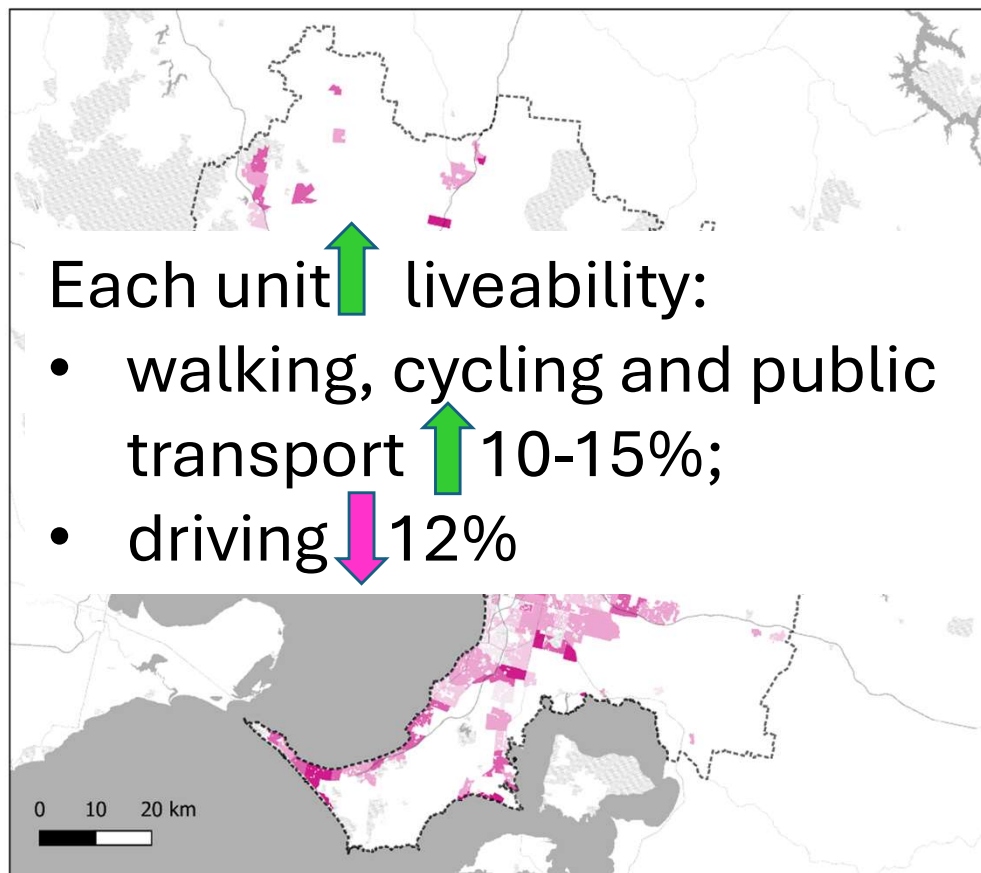 Each unit liveability:
• walking, cycling and public
transport 10-15%;
• driving 12%
0 10 20 km